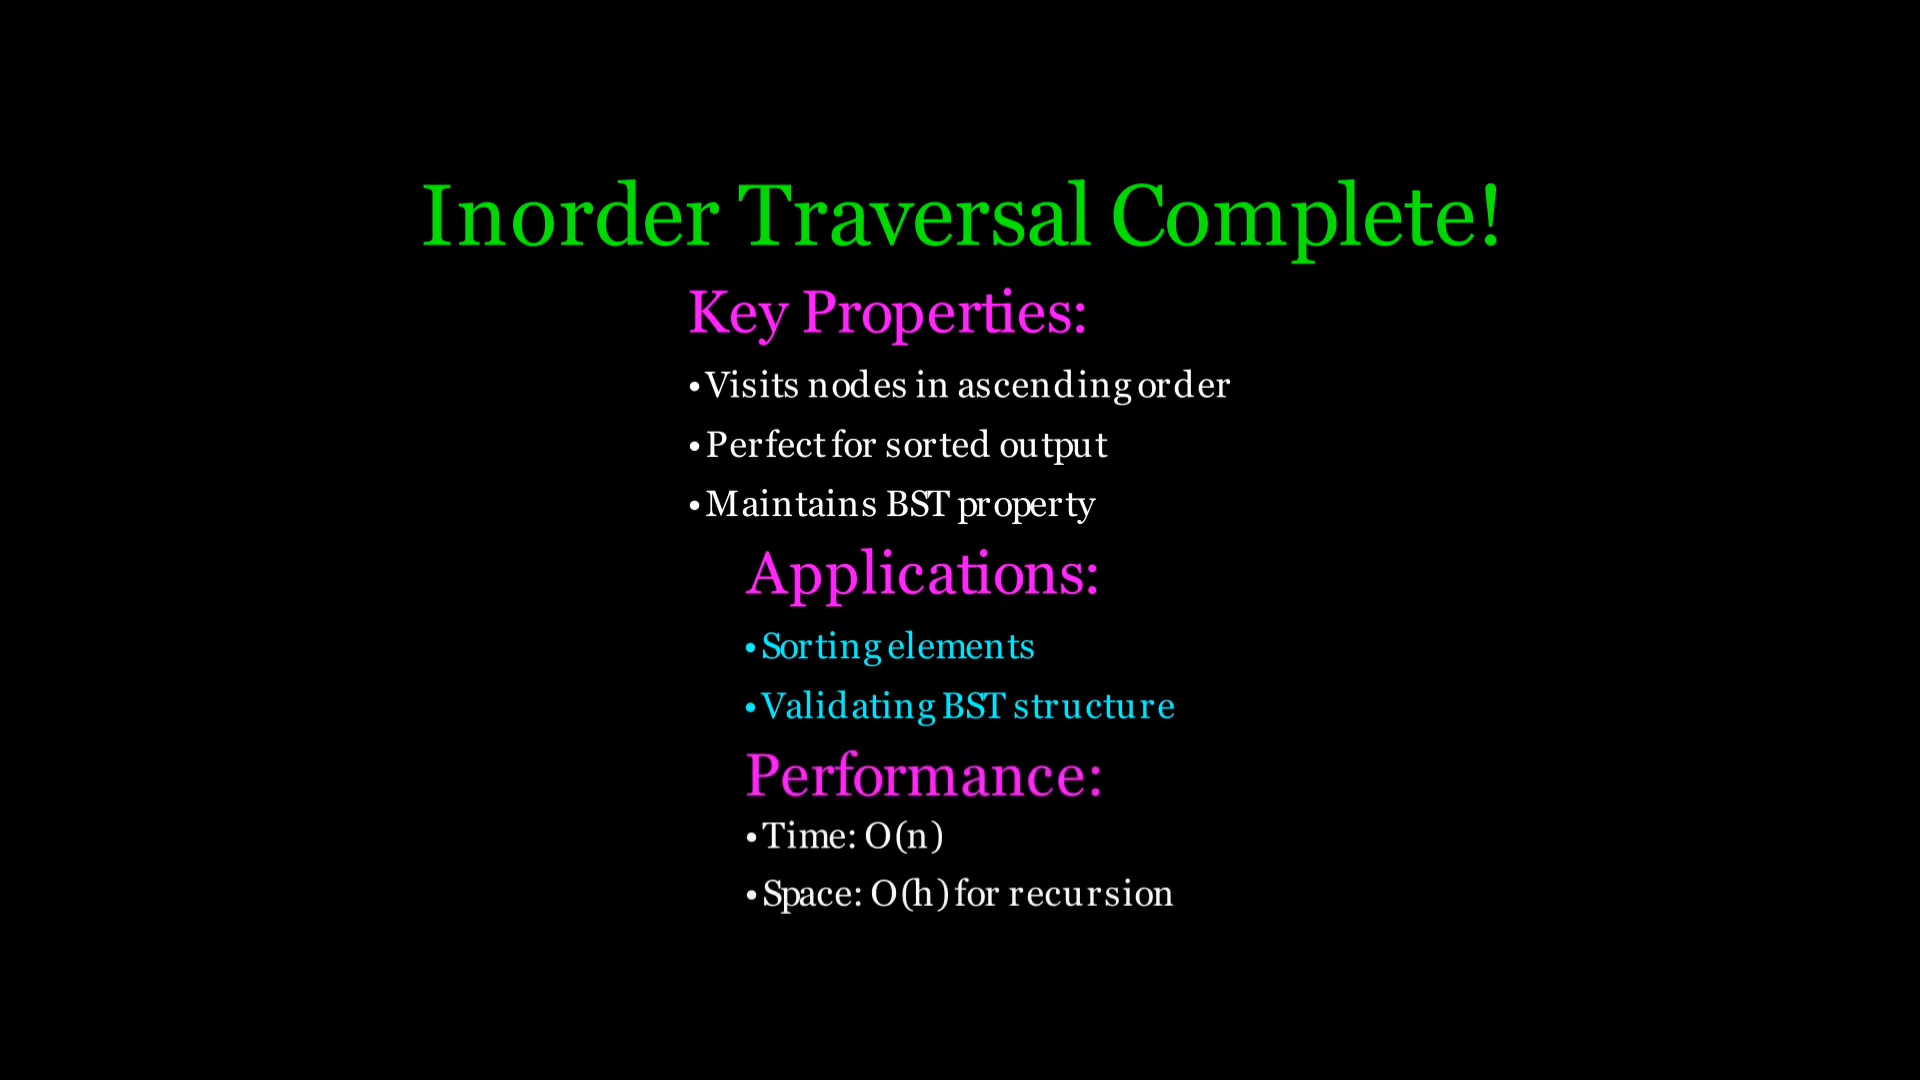 Inorder Traversal Complete!
Key Properties:
•Visits nodes in ascending order
•Perfect for sorted output
•Maintains BST property
Applications:
•Sorting elements
•Validating BST structure
Performance:
•Time: O(n)
•Space: O(h) for recursion